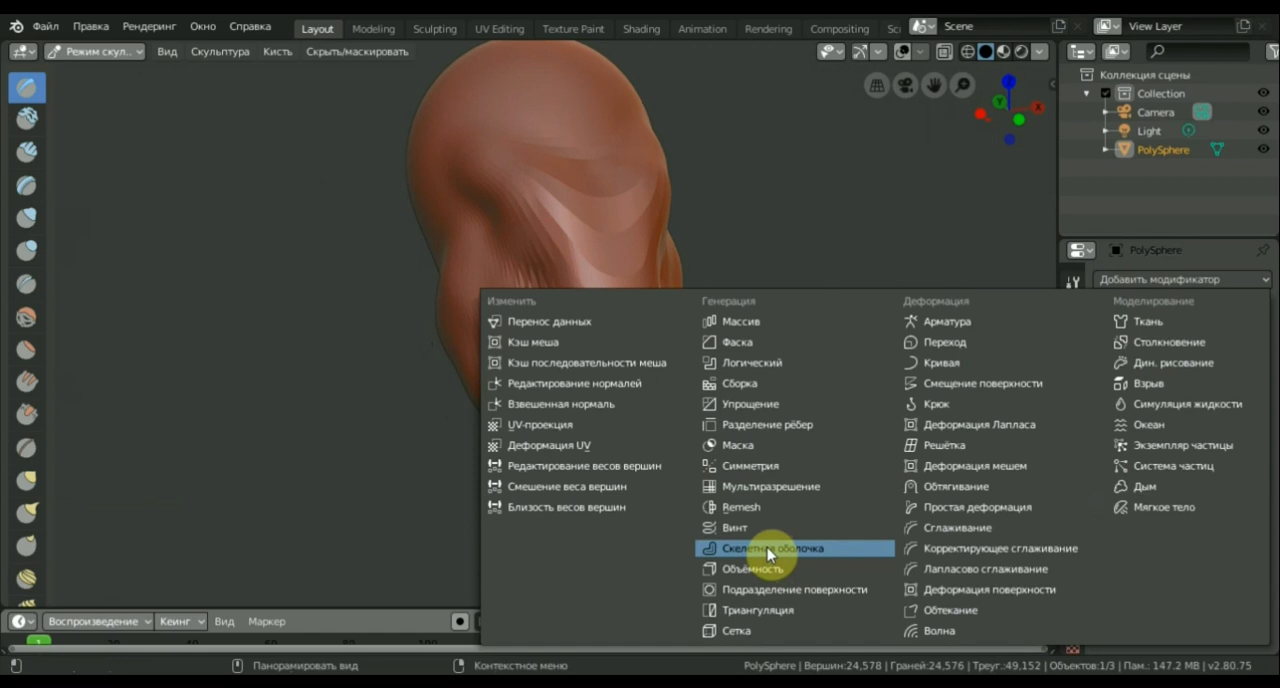 Файл Правка Рендеринг Окно Справка Layout Modeling Sculpting UV Editing Texture Paint Shading Animation Rendering Compositing Sc Scene View Layer
Режим скул.. Вид Скульптура Кисть Скрыть/маскировать
Коллекция сцены
Collection
Camera
Light
PolySphere
PolySphere
Добавить модификатор
Изменить Генерация Деформация Моделирование
Перенос данных Массив Арматура Ткань
Кэш меша Фаска Переход Столкновение
Кэш последовательности меша Логический Кривая Дин. рисование
Редактирование нормалей Сборка Смещение поверхности Взрыв
Взвешенная нормаль Упрощение Крюк Симуляция жидкости
UV-проекция Разделение рёбер Деформация Лапласа Океан
Деформация UV Маска Решётка Экземпляр частицы
Редактирование весов вершин Симметрия Деформация мешем Система частиц
Смешение веса вершин Мультиразрешение Обтягивание Дым
Близость весов вершин Remesh Простая деформация Мягкое тело
Винт Сглаживание
Скелетная оболочка Корректирующее сглаживание
Объёмность Лапласово сглаживание
Подразделение поверхности Деформация поверхности
Триангуляция Обтекание
Сетка Волна
Воспроизведение Кеинг Вид Маркер
1
Панорамировать вид Контекстное меню PolySphere | Вершин:24,578 | Граней:24,576 | Треуг.:49,152 | Объектов:1/3 | Пам.: 147.2 MB | v2.80.75